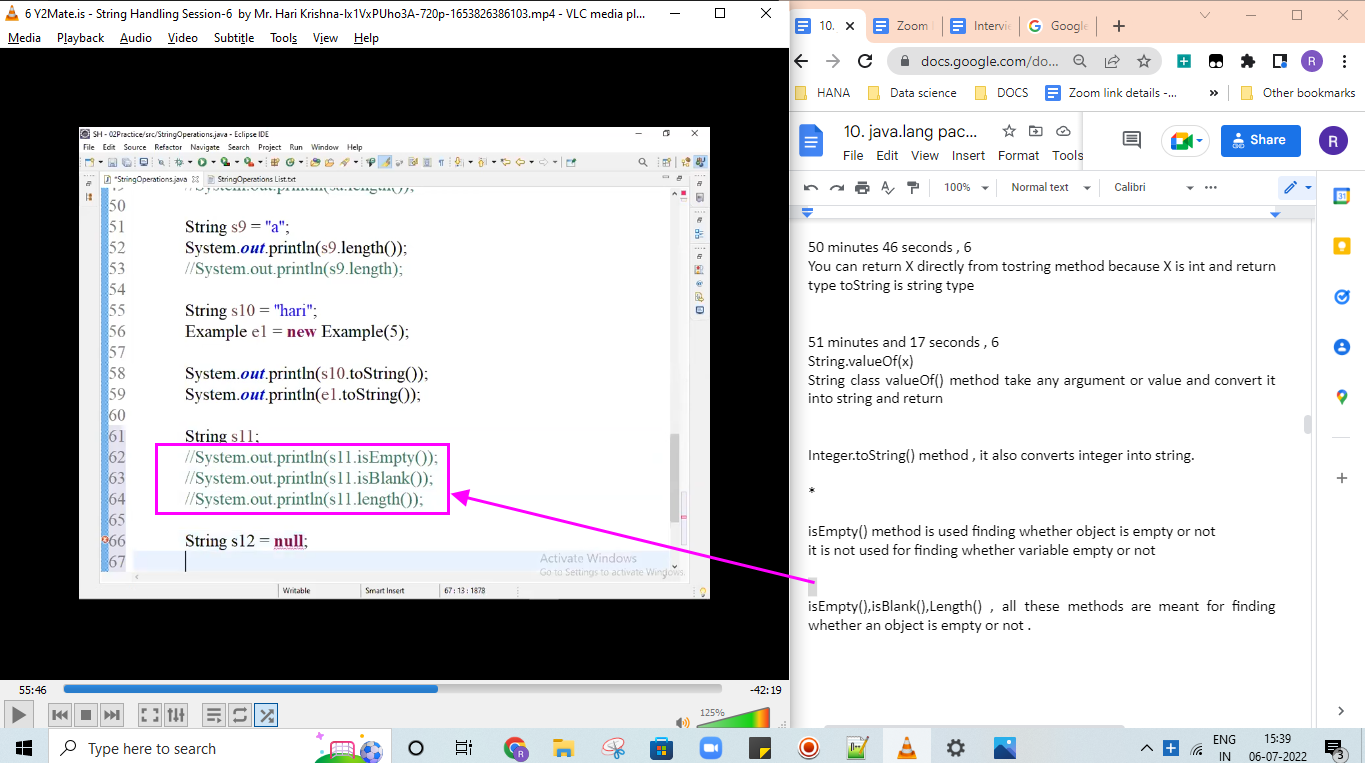 6 Y2Mate.is - String Handling Session-6 by Mr. Hari Krishna-lx1VxPUho3A-720p-1653826386103.mp4 - VLC media pl...
Media Playback Audio Video Subtitle Tools View Help
SH - 02Practice/src/StringOperations.java - Eclipse IDE
File Edit Source Refactor Navigate Search Project Run Window Help
*StringOperations.java StringOperations List.txt
50
51 String s9 = "a";
52 System.out.println(s9.length());
53 //System.out.println(s9.length);
54
55 String s10 = "hari";
56 Example e1 = new Example(5);
57
58 System.out.println(s10.toString());
59 System.out.println(e1.toString());
60
61 String s11;
62 //System.out.println(s11.isEmpty());
63 //System.out.println(s11.isBlank());
64 //System.out.println(s11.length());
65
66 String s12 = null;
67
Activate Windows
Go to Settings to activate Windows.
Writable Smart Insert 67 : 13 : 1878
55:46 -42:19
125%
10. Zoom Intervi Google
docs.google.com/do...
R
HANA Data science DOCS Zoom link details -... » Other bookmarks
10. java.lang pac...
File Edit View Insert Format Tools
Share
R
100% Normal text Calibri
31
50 minutes 46 seconds , 6
You can return X directly from tostring method because X is int and return
type toString is string type
51 minutes and 17 seconds , 6
String.valueOf(x)
String class valueOf() method take any argument or value and convert it
into string and return
Integer.toString() method , it also converts integer into string.
*
isEmpty() method is used finding whether object is empty or not
it is not used for finding whether variable empty or not
isEmpty(),isBlank(),Length() , all these methods are meant for finding
whether an object is empty or not .
Type here to search
R
ENG
IN
15:39
06-07-2022
3